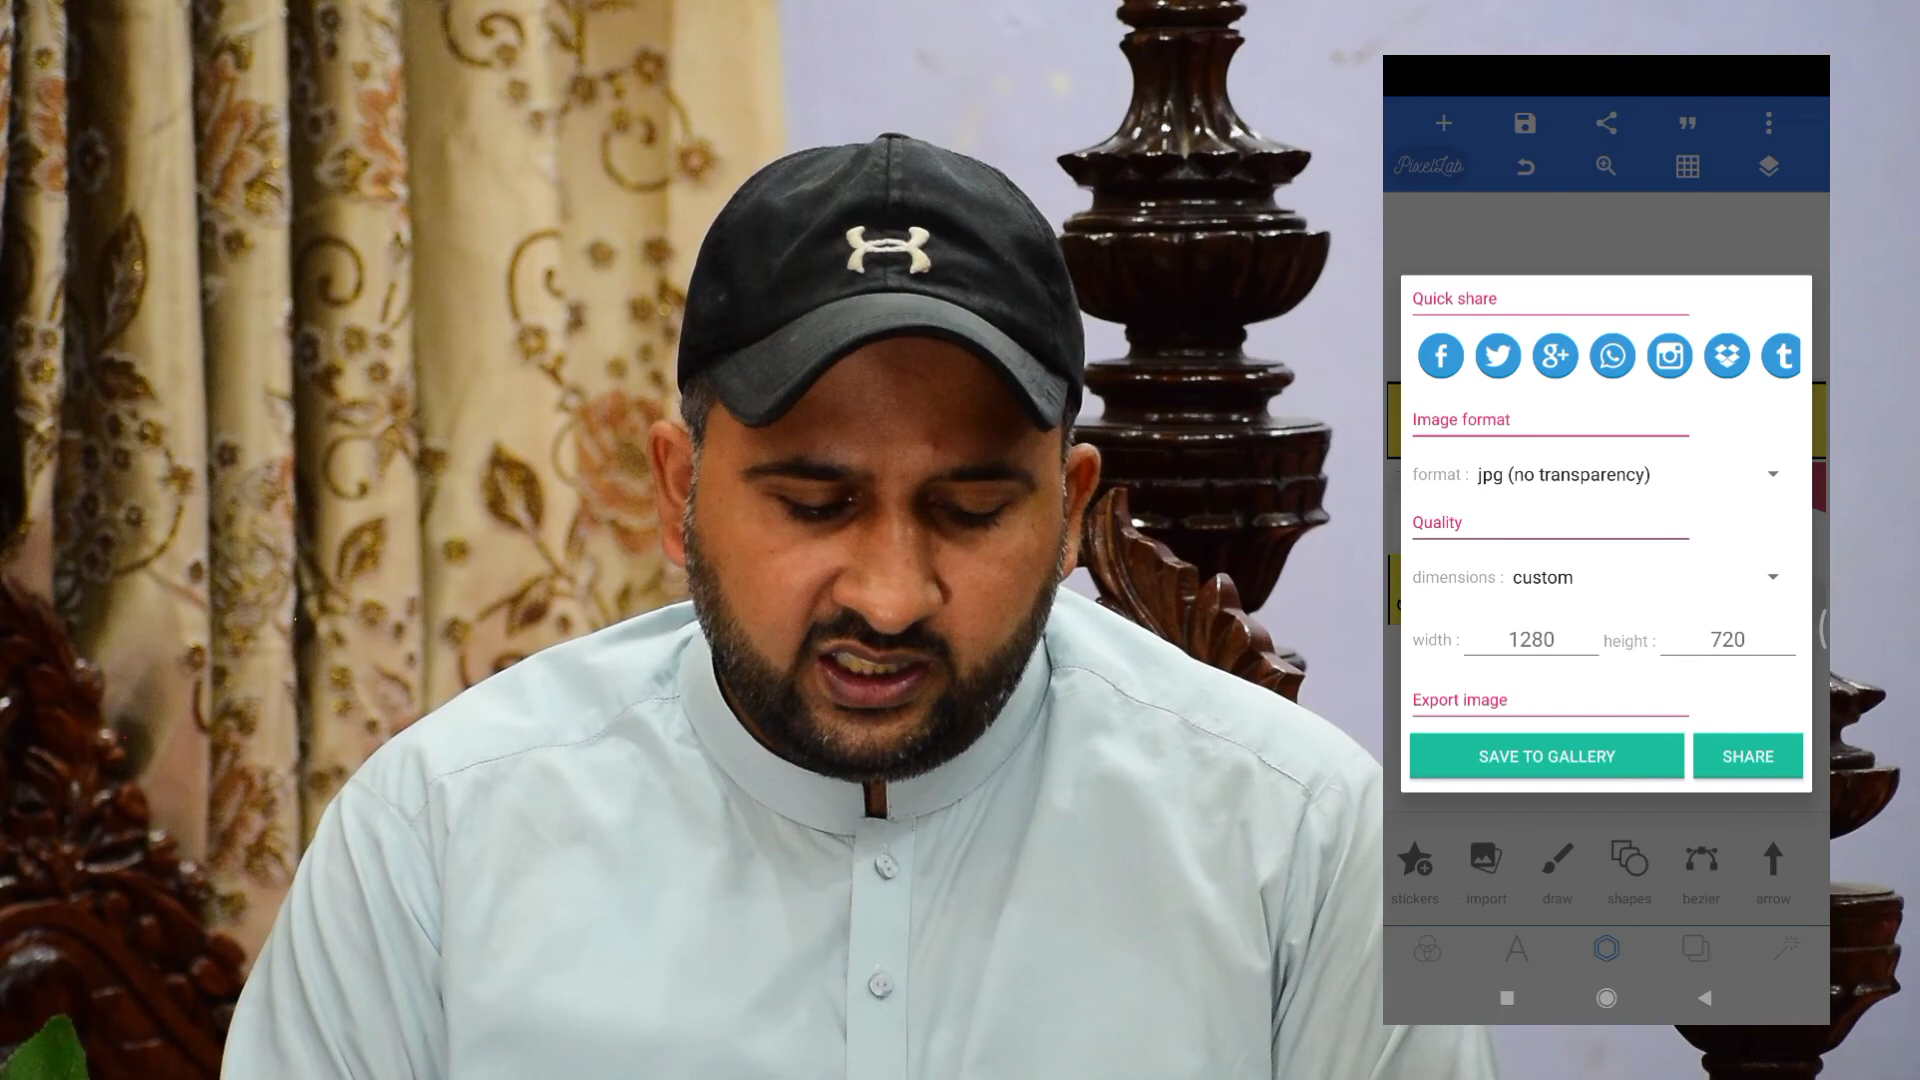 PixelLab
Quick share
Image format
format : jpg (no transparency)
Quality
dimensions : custom
width : 1280 height : 720
Export image
SAVE TO GALLERY SHARE
stickers import draw shapes bezier arrow